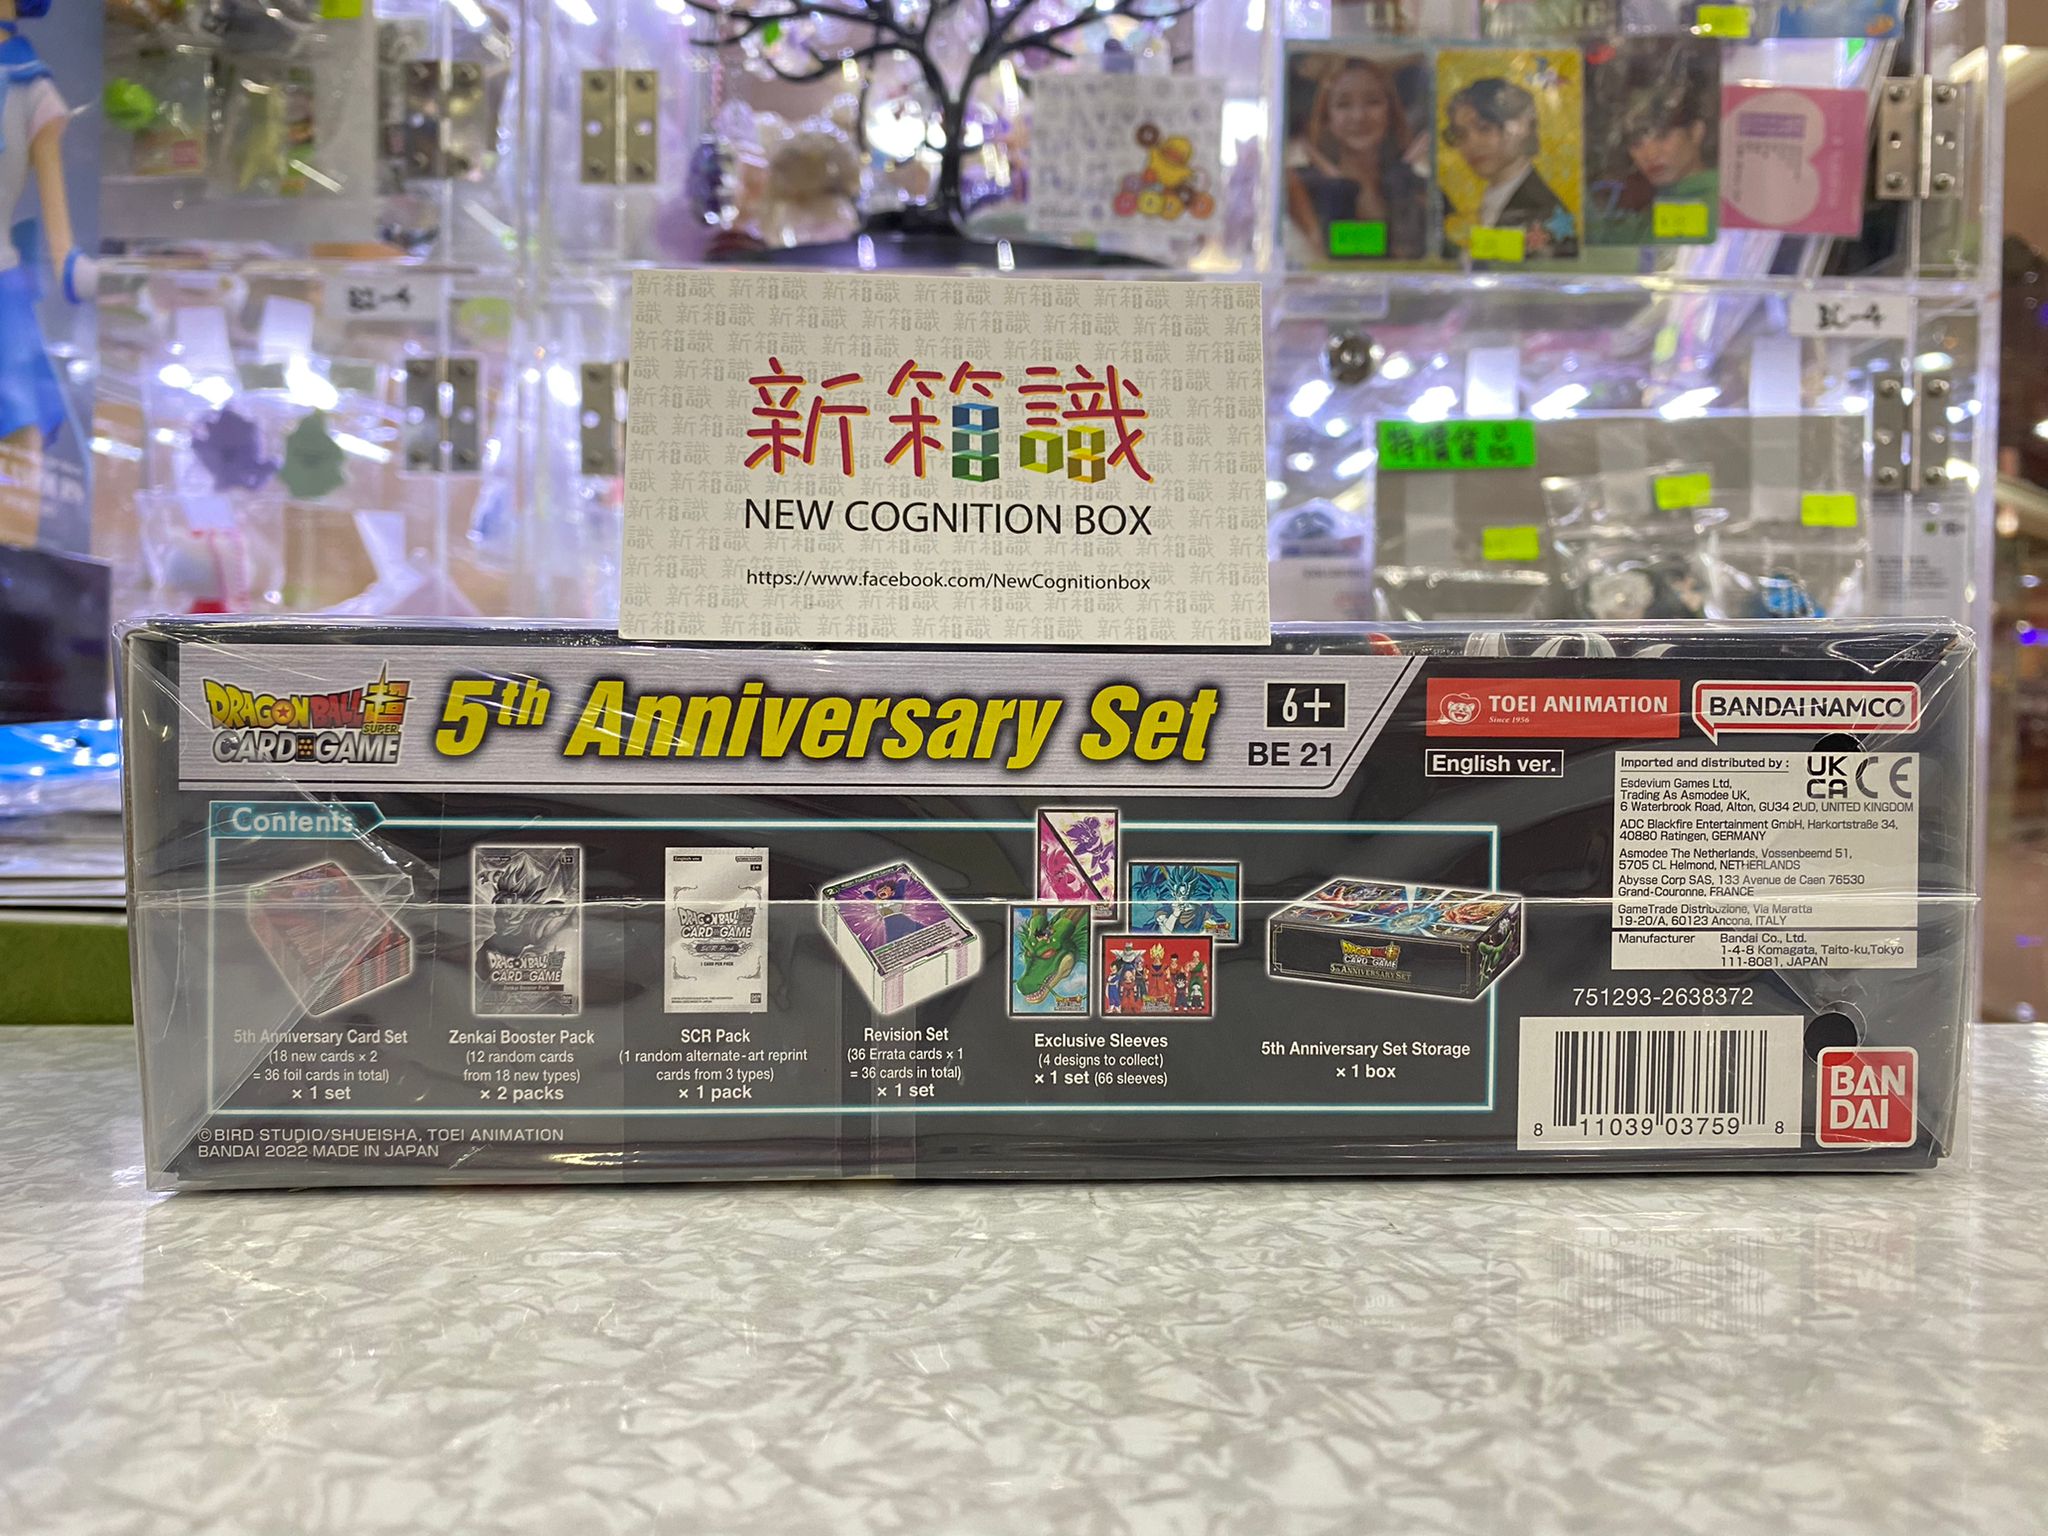 BC-4
新箱識
NEW COGNITION BOX
https://www.facebook.com/NewCognitionbox
DRAGON BALL超
SUPER
CARD GAME
5th Anniversary Set
6+
BE 21
TOEI ANIMATION
Since 1956
BANDAI NAMCO
English ver.
Imported and distributed by :
UK
CA CE
Esdevium Games Ltd,
Trading As Asmodee UK,
6 Waterbrook Road, Alton, GU34 2UD, UNITED KINGDOM
ADC Blackfire Entertainment GmbH, Harkortstraße 34,
40880 Ratingen, GERMANY
Asmodee The Netherlands, Vossenbeemd 51,
5705 CL Helmond, NETHERLANDS
Abysse Corp SAS, 133 Avenue de Caen 76530
Grand-Couronne, FRANCE
GameTrade Distribuzione, Via Maratta
19-20/A, 60123 Ancona, ITALY
Manufacturer Bandai Co., Ltd.
1-4-8 Komagata, Taito-ku,Tokyo
111-8081, JAPAN
751293-2638372
8 11039 03759 8
BAN
DAI
Contents
5th Anniversary Card Set
(18 new cards × 2
= 36 foil cards in total)
× 1 set
Zenkai Booster Pack
(12 random cards
from 18 new types)
× 2 packs
SCR Pack
(1 random alternate-art reprint
cards from 3 types)
× 1 pack
Revision Set
(36 Errata cards × 1
= 36 cards in total)
× 1 set
Exclusive Sleeves
(4 designs to collect)
× 1 set (66 sleeves)
5th Anniversary Set Storage
× 1 box
©BIRD STUDIO/SHUEISHA, TOEI ANIMATION
BANDAI 2022 MADE IN JAPAN